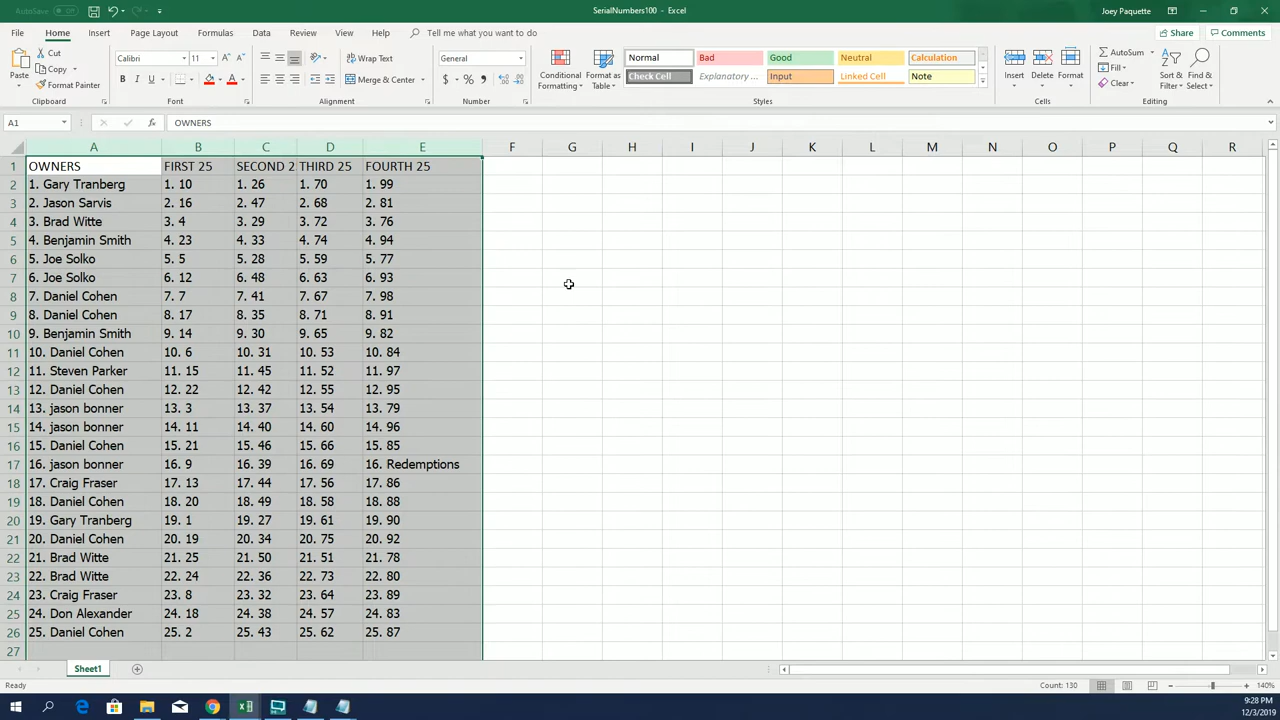 AutoSave Off SerialNumbers100 - Excel Joey Paquette
File Home Insert Page Layout Formulas Data Review View Help Tell me what you want to do Share Comments
Paste Cut Copy Format Painter Clipboard
Calibri 11 Font
Wrap Text Merge & Center Alignment
General Number
Conditional Formatting Format as Table
Normal Bad Good Neutral Calculation
Check Cell Explanatory ... Input Linked Cell Note
Styles
Insert Delete Format Cells
AutoSum Fill Clear Sort & Filter Find & Select Editing
A1 OWNERS
A B C D E F G H I J K L M N O P Q R
1 OWNERS FIRST 25 SECOND 2 THIRD 25 FOURTH 25
2 1. Gary Tranberg 1. 10 1. 26 1. 70 1. 99
3 2. Jason Sarvis 2. 16 2. 47 2. 68 2. 81
4 3. Brad Witte 3. 4 3. 29 3. 72 3. 76
5 4. Benjamin Smith 4. 23 4. 33 4. 74 4. 94
6 5. Joe Solko 5. 5 5. 28 5. 59 5. 77
7 6. Joe Solko 6. 12 6. 48 6. 63 6. 93
8 7. Daniel Cohen 7. 7 7. 41 7. 67 7. 98
9 8. Daniel Cohen 8. 17 8. 35 8. 71 8. 91
10 9. Benjamin Smith 9. 14 9. 30 9. 65 9. 82
11 10. Daniel Cohen 10. 6 10. 31 10. 53 10. 84
12 11. Steven Parker 11. 15 11. 45 11. 52 11. 97
13 12. Daniel Cohen 12. 22 12. 42 12. 55 12. 95
14 13. jason bonner 13. 3 13. 37 13. 54 13. 79
15 14. jason bonner 14. 11 14. 40 14. 60 14. 96
16 15. Daniel Cohen 15. 21 15. 46 15. 66 15. 85
17 16. jason bonner 16. 9 16. 39 16. 69 16. Redemptions
18 17. Craig Fraser 17. 13 17. 44 17. 56 17. 86
19 18. Daniel Cohen 18. 20 18. 49 18. 58 18. 88
20 19. Gary Tranberg 19. 1 19. 27 19. 61 19. 90
21 20. Daniel Cohen 20. 19 20. 34 20. 75 20. 92
22 21. Brad Witte 21. 25 21. 50 21. 51 21. 78
23 22. Brad Witte 22. 24 22. 36 22. 73 22. 80
24 23. Craig Fraser 23. 8 23. 32 23. 64 23. 89
25 24. Don Alexander 24. 18 24. 38 24. 57 24. 83
26 25. Daniel Cohen 25. 2 25. 43 25. 62 25. 87
27
Sheet1
Ready Count: 130 140%
9:28 PM
12/3/2019